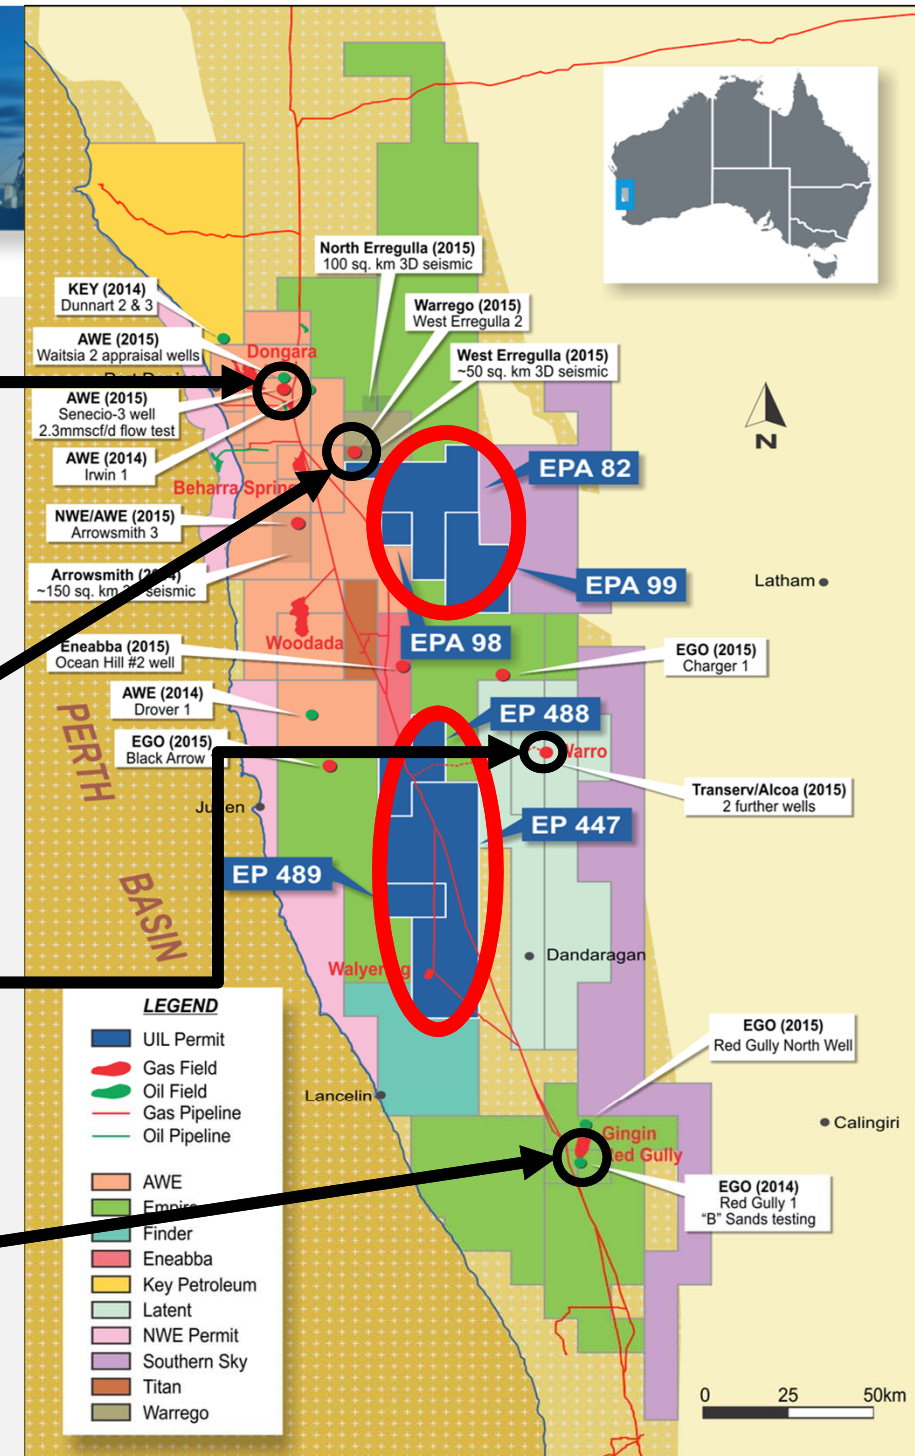 North Erregulla (2015)
100 sq. km 3D seismic
KEY (2014)
Dunnart 2 & 3
Warrego (2015)
West Erregulla 2
AWE (2015)
Waitsia 2 appraisal wells
Dongara
West Erregulla (2015)
~50 sq. km 3D seismic
AWE (2015)
Senecio-3 well
2.3mmscf/d flow test
N
AWE (2014)
Irwin 1
EPA 82
Beharra Spring
NWE/AWE (2015)
Arrowsmith 3
Arrowsmith
~150 sq. km seismic
EPA 99
Latham
Woodada
EPA 98
Eneabba (2015)
Ocean Hill #2 well
EGO (2015)
Charger 1
AWE (2014)
Drover 1
EP 488
PERTH
EGO (2015)
Black Arrow
Warro
Transerv/Alcoa (2015)
2 further wells
EP 447
EP 489
BASIN
Dandaragan
LEGEND
UIL Permit
Gas Field
Oil Field
Gas Pipeline
Oil Pipeline
AWE
Empire
Finder
Eneabba
Key Petroleum
Latent
NWE Permit
Southern Sky
Titan
Warrego
EGO (2015)
Red Gully North Well
Lancelin
Calingiri
Gingin
Red Gully
EGO (2014)
Red Gully 1
“B” Sands testing
0 25 50km